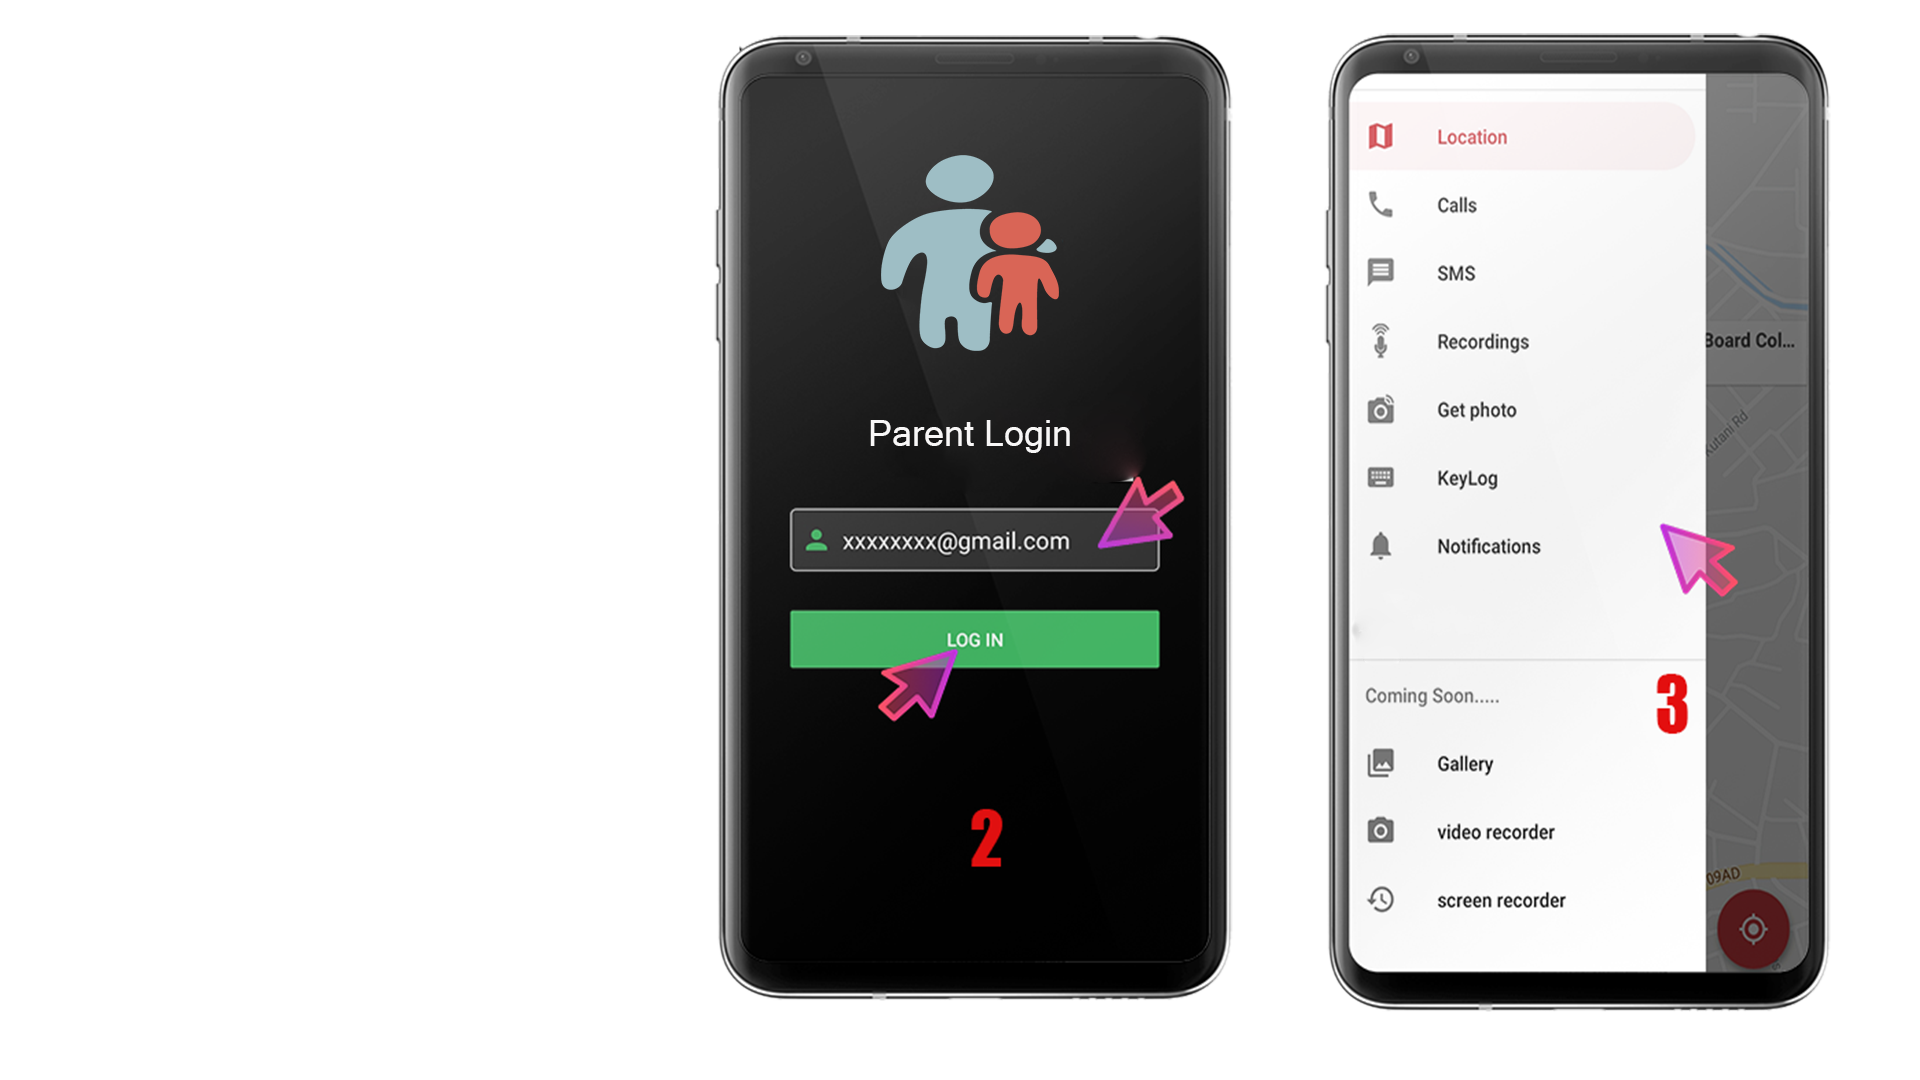 Parent Login
xxxxxxxx@gmail.com
LOG IN
2
Location
Calls
SMS
Recordings
Get photo
KeyLog
Notifications
Coming Soon.....
3
Gallery
video recorder
screen recorder
Board Col...
Kutani Rd
09AD